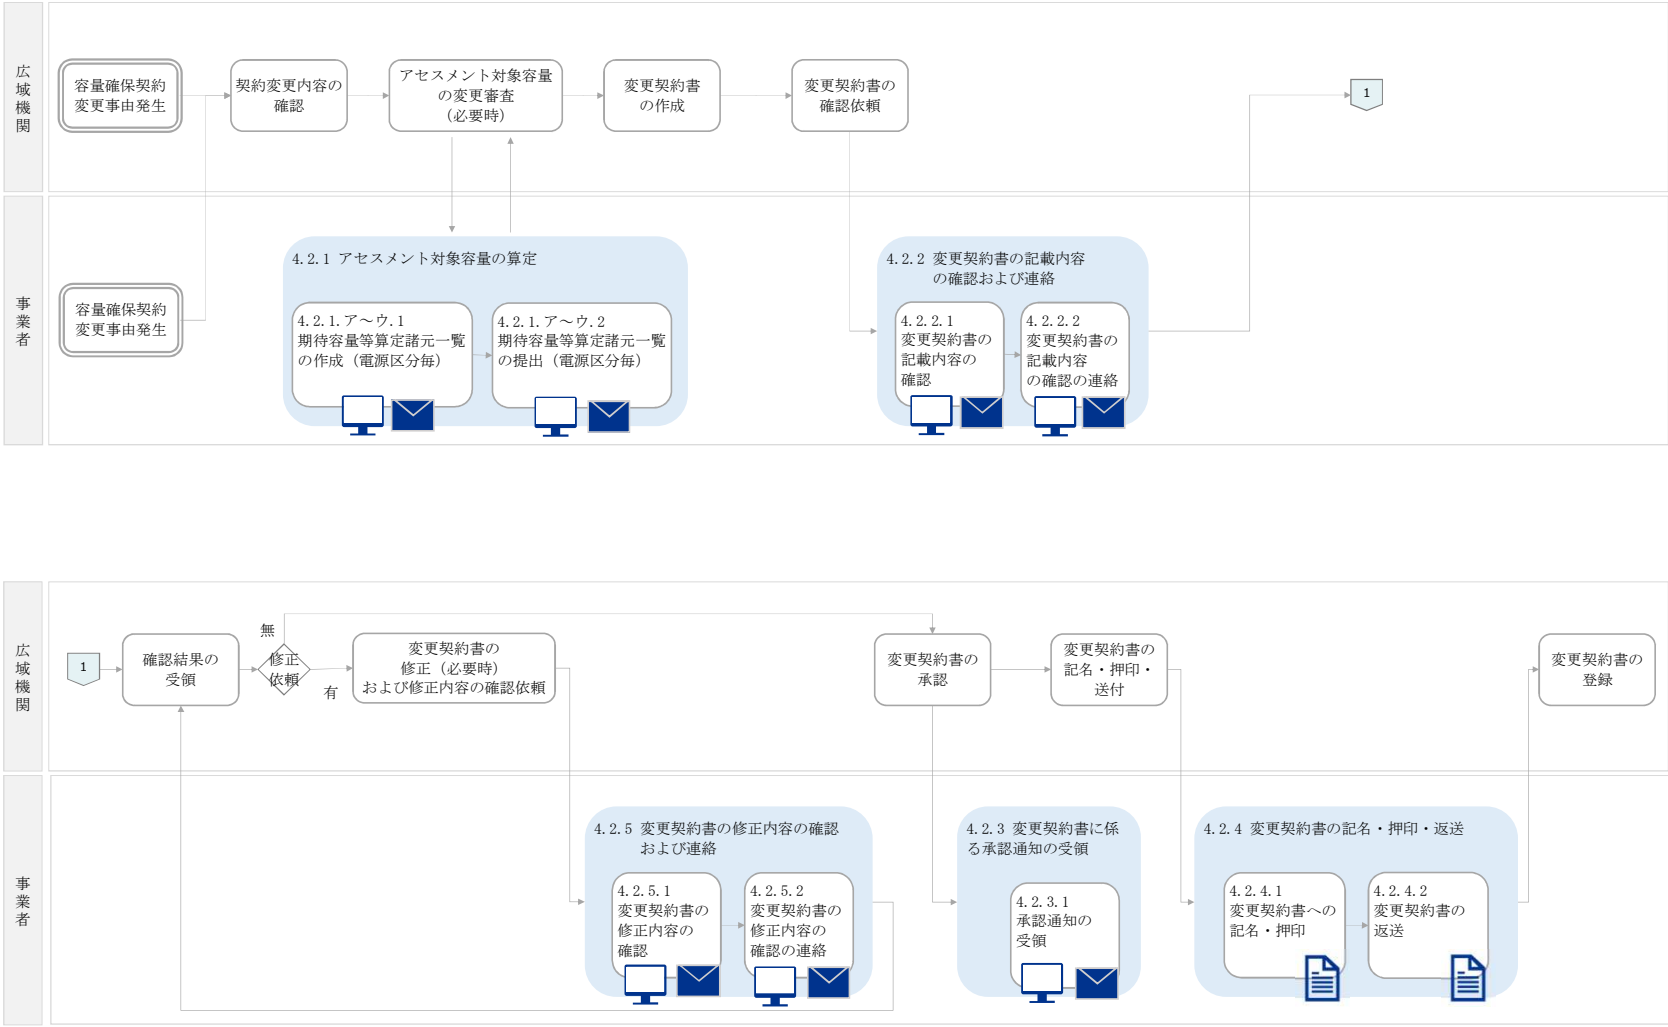 広
域
機
関
容量確保契約
変更事由発生
契約変更内容の
確認
アセスメント対象容量
の変更審査
（必要時）
変更契約書
の作成
変更契約書の
確認依頼
1
事
業
者
容量確保契約
変更事由発生
4.2.1 アセスメント対象容量の算定
4.2.1.ア～ウ.1
期待容量等算定諸元一覧
の作成（電源区分毎）
4.2.1.ア～ウ.2
期待容量等算定諸元一覧
の提出（電源区分毎）
4.2.2 変更契約書の記載内容
の確認および連絡
4.2.2.1
変更契約書の
記載内容の
確認
4.2.2.2
変更契約書の
記載内容
の確認の連絡
広
域
機
関
1
確認結果の
受領
無
修正
依頼
有
変更契約書の
修正（必要時）
および修正内容の確認依頼
変更契約書の
承認
変更契約書の
記名・押印・
送付
変更契約書の
登録
事
業
者
4.2.5 変更契約書の修正内容の確認
および連絡
4.2.5.1
変更契約書の
修正内容の
確認
4.2.5.2
変更契約書の
修正内容の
確認の連絡
4.2.3 変更契約書に係
る承認通知の受領
4.2.3.1
承認通知の
受領
4.2.4 変更契約書の記名・押印・返送
4.2.4.1
変更契約書への
記名・押印
4.2.4.2
変更契約書の
返送